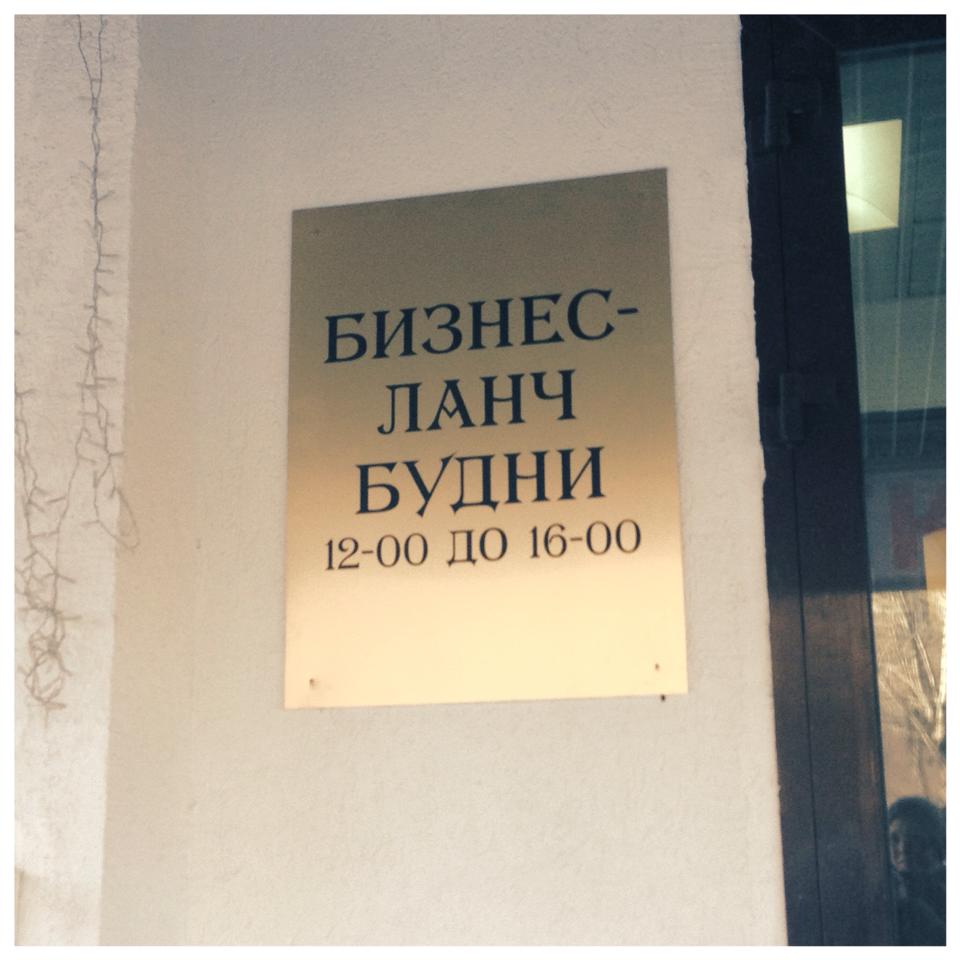 БИЗНЕС-
ЛАНЧ
БУДНИ
12-00 ДО 16-00